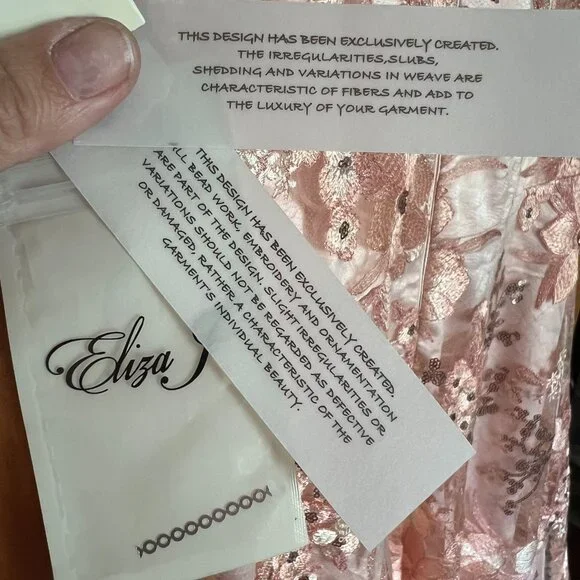 THIS DESIGN HAS BEEN EXCLUSIVELY CREATED.
THE IRREGULARITIES,SLUBS,
SHEDDING AND VARIATIONS IN WEAVE ARE
CHARACTERISTIC OF FIBERS AND ADD TO
THE LUXURY OF YOUR GARMENT.
THIS DESIGN HAS BEEN EXCLUSIVELY CREATED.
ALL BEAD WORK, EMBROIDERY AND ORNAMENTATION
ARE PART OF THE DESIGN. SLIGHT IRREGULARITIES OR
VARIATIONS SHOULD NOT BE REGARDED AS DEFECTIVE
OR DAMAGED, RATHER A CHARACTERISTIC OF THE
GARMENT'S INDIVIDUAL BEAUTY.
Eliza